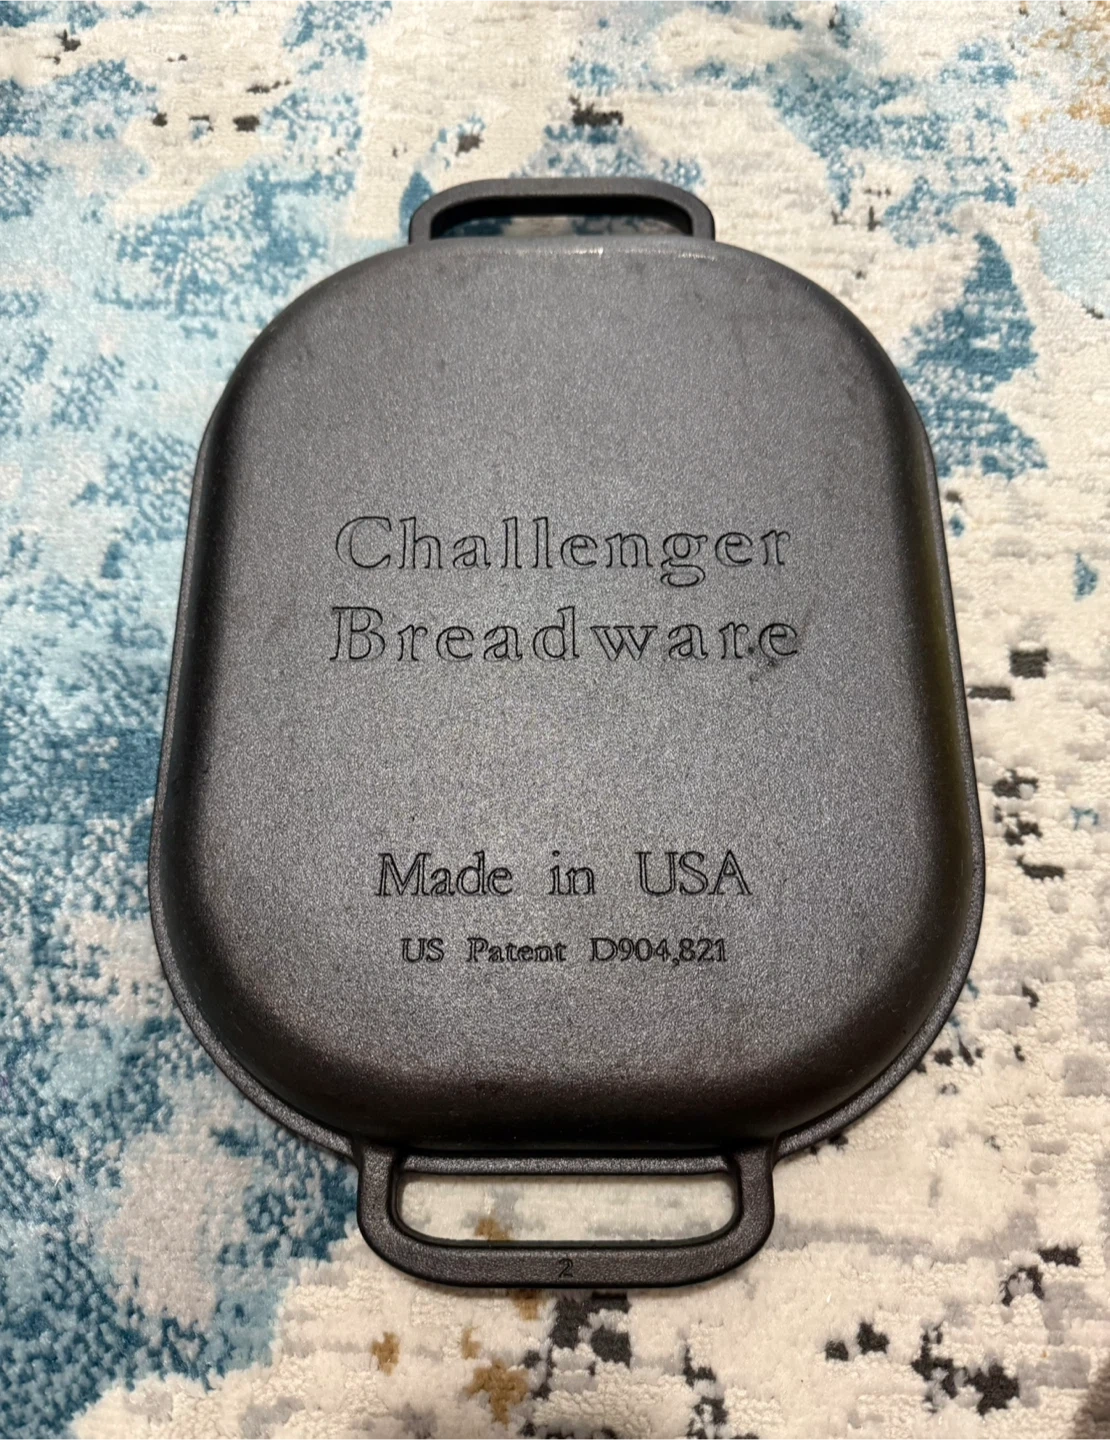 Challenger
Breadware
Made in USA
US Patent D904,821
2